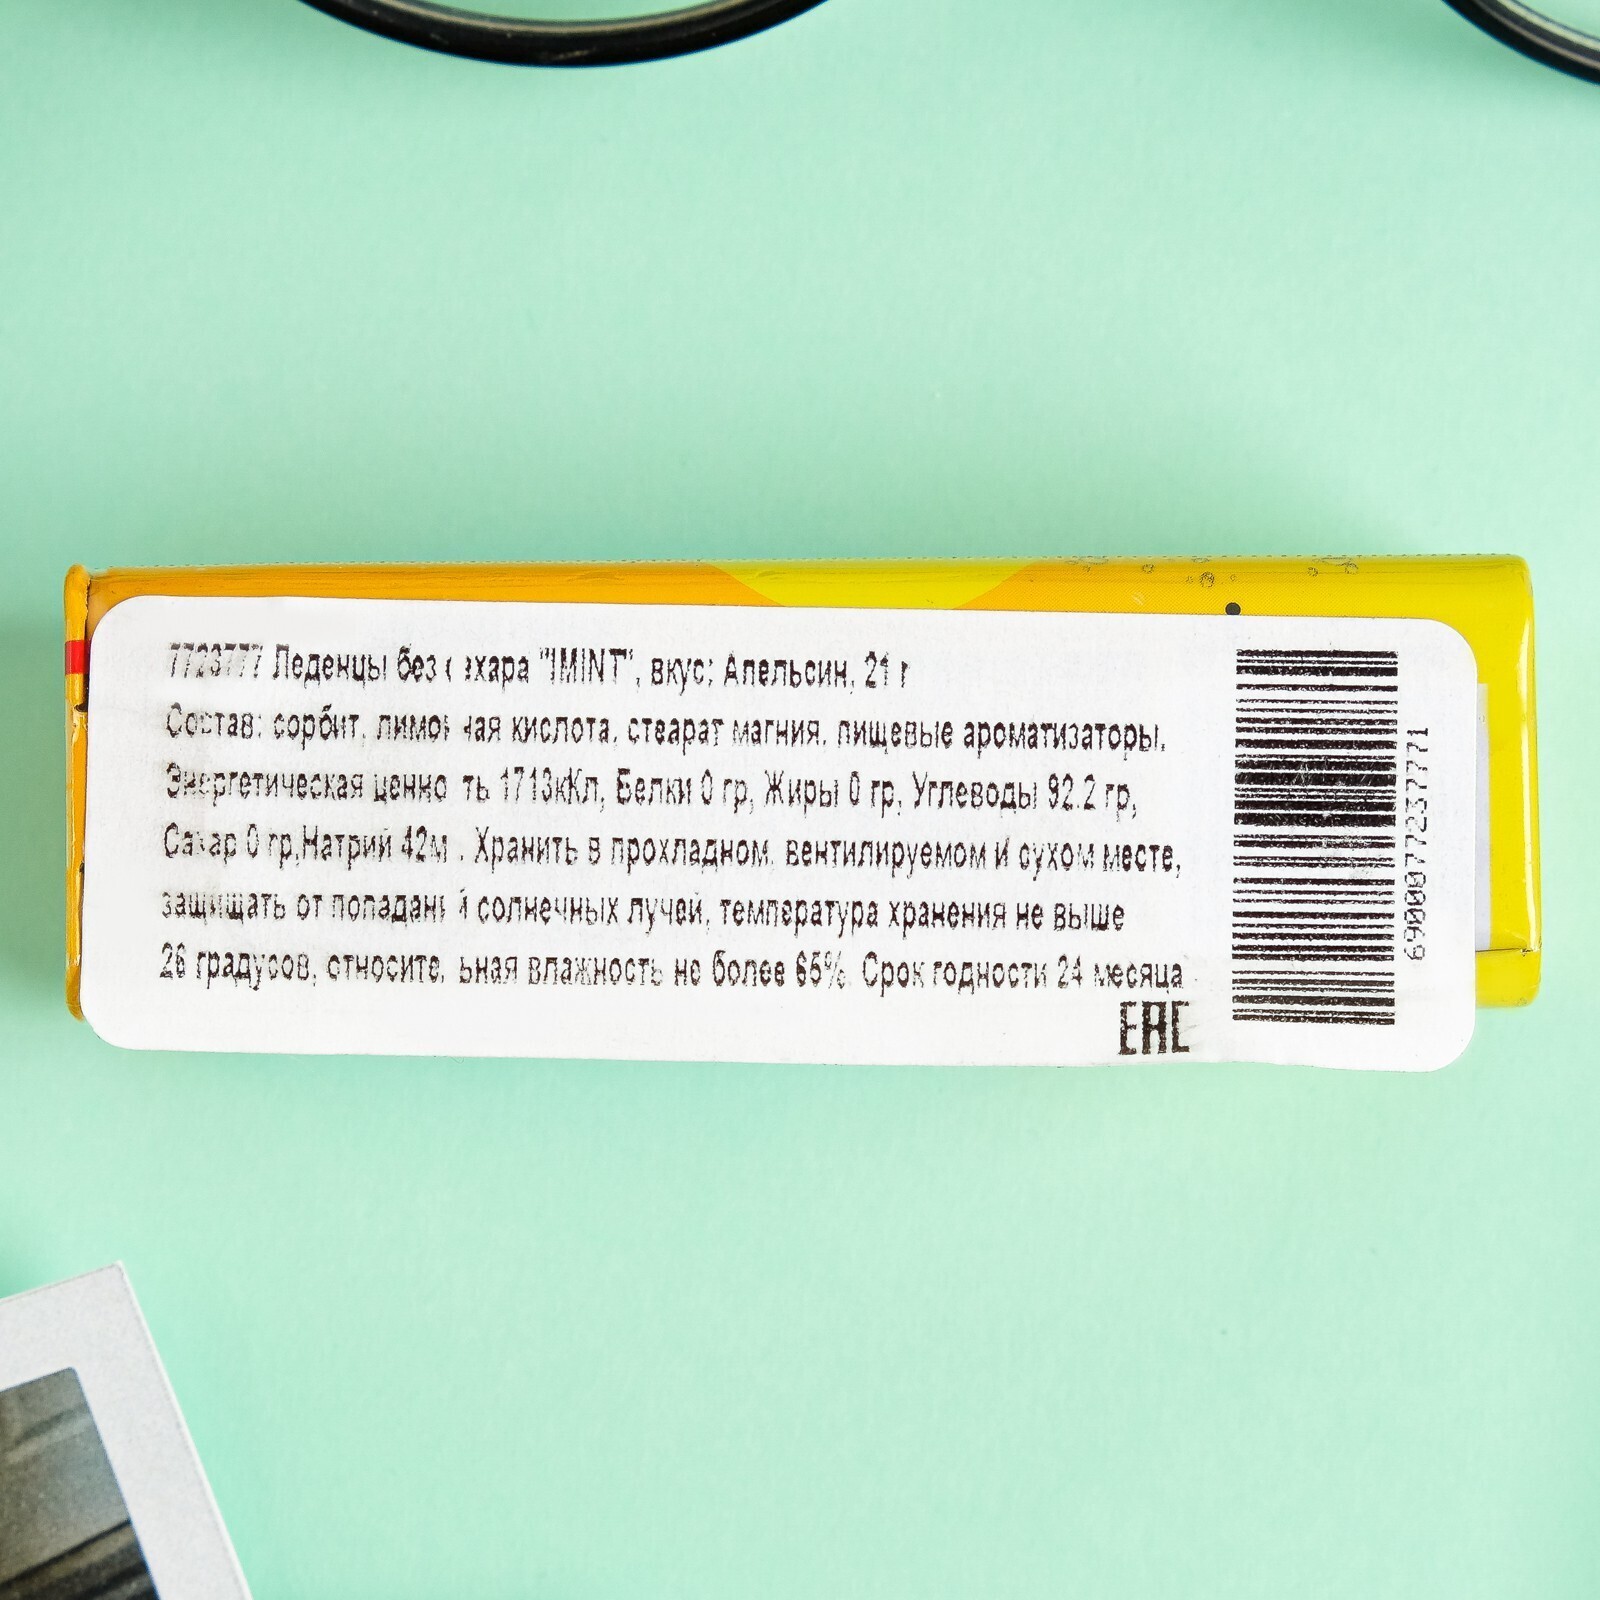 7723777 Леденцы без сахара "IMINT", вкус: Апельсин, 21 г
Состав: сорбит, лимонная кислота, стеарат магния, пищевые ароматизаторы.
Энергетическая ценность 1713кКл, Белки 0 гр, Жиры 0 гр, Углеводы 92.2 гр,
Сахар 0 гр,Натрий 42м. Хранить в прохладном, вентилируемом и сухом месте,
защищать от попаданий солнечных лучей, температура хранения не выше
26 градусов, относительная влажность не более 65%. Срок годности 24 месяца
EAC
6900077237771